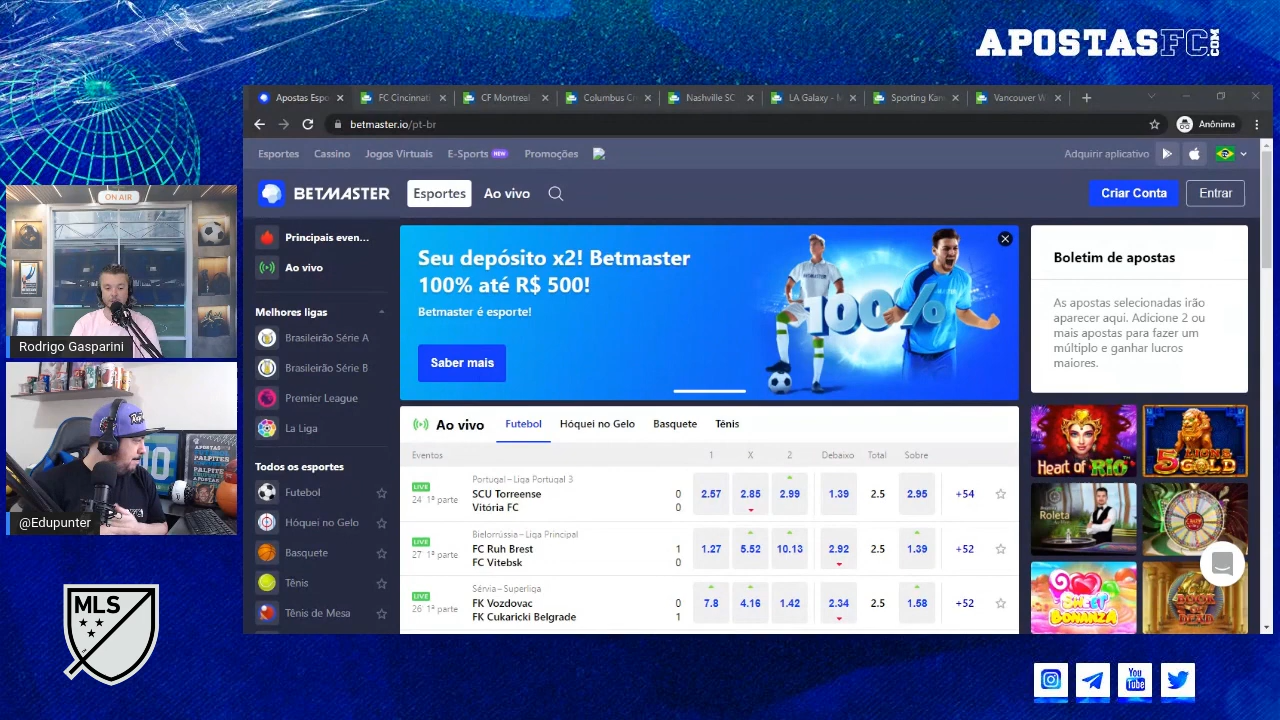 APOSTASFC.COM
Apostas Espo
FC Cincinnati
CF Montreal
Columbus C
Nashville SC
LA Galaxy -
Sporting Kan
Vancouver W
betmaster.io/pt-br
Anônima
Esportes
Cassino
Jogos Virtuais
E-Sports NEW
Promoções
Adquirir aplicativo
BETMASTER
Esportes
Ao vivo
Criar Conta
Entrar
Principais even...
Ao vivo
Melhores ligas
Brasileirão Série A
Brasileirão Série B
Premier League
La Liga
Todos os esportes
Futebol
Hóquei no Gelo
Basquete
Tênis
Tênis de Mesa
Seu depósito x2! Betmaster
100% até R$ 500!
Betmaster é esporte!
Saber mais
100%
Boletim de apostas
As apostas selecionadas irão
aparecer aqui. Adicione 2 ou
mais apostas para fazer um
múltiplo e ganhar lucros
maiores.
Ao vivo
Futebol
Hóquei no Gelo
Basquete
Tênis
Eventos
1 X 2 Debaixo Total Sobre
Portugal – Liga Portugal 3
LIVE
24 1ª parte
SCU Torreense 0
Vitória FC 0
2.57 2.85 2.99 1.39 2.5 2.95 +54
Bielorrússia – Liga Principal
LIVE
27 1ª parte
FC Ruh Brest 1
FC Vitebsk 0
1.27 5.52 10.13 2.92 2.5 1.39 +52
Sérvia – Superliga
LIVE
26 1ª parte
FK Vozdovac 0
FK Cukaricki Belgrade 1
7.8 4.16 1.42 2.34 2.5 1.58 +52
Heart of RIO
5 LIONS GOLD
Roleta
SWEET BONANZA
ON AIR
Rodrigo Gasparini
APOSTAS
PALPITES
@Edupunter
MLS
You Tube